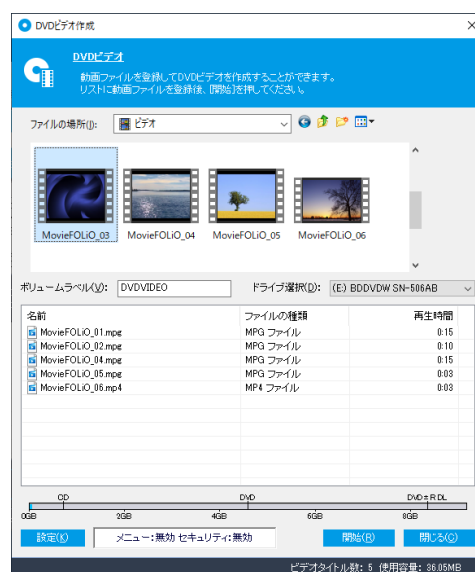 DVDビデオ作成
DVDビデオ
動画ファイルを登録してDVDビデオを作成することができます。
リストに動画ファイルを登録後、[開始]を押してください。
ファイルの場所(I): ビデオ
MovieFOLiO_03 MovieFOLiO_04 MovieFOLiO_05 MovieFOLiO_06
ボリュームラベル(V): DVDVIDEO ドライブ選択(D): (E:) BDDVDW SN-506AB
名前 ファイルの種類 再生時間
MovieFOLiO_01.mpg MPG ファイル 0:15
MovieFOLiO_02.mpg MPG ファイル 0:10
MovieFOLiO_04.mpg MPG ファイル 0:15
MovieFOLiO_05.mpg MPG ファイル 0:03
MovieFOLiO_06.mp4 MP4 ファイル 0:03
CD DVD DVD±R DL
0GB 2GB 4GB 6GB 8GB
設定(K) メニュー:無効 セキュリティ:無効 開始(R) 閉じる(C)
ビデオタイトル数: 5 使用容量: 36.05MB